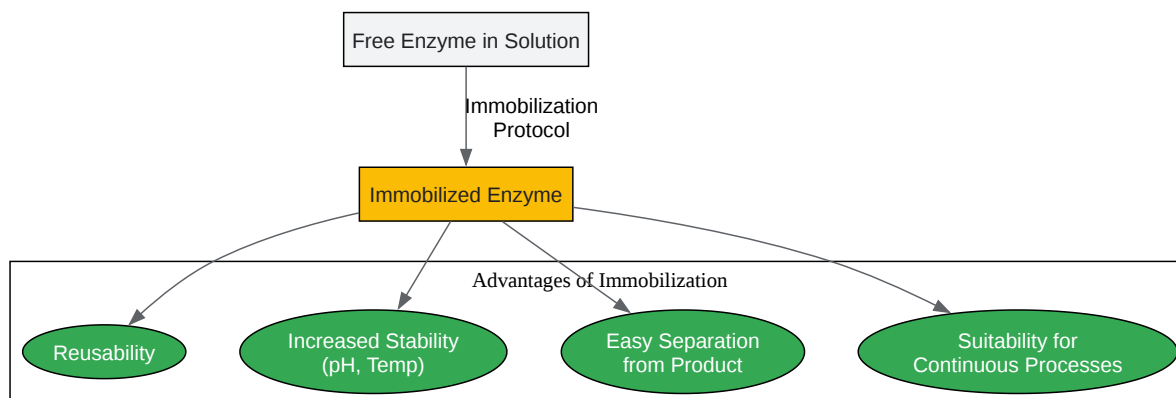 Free Enzyme in Solution
Immobilization
Protocol
Immobilized Enzyme
Advantages of Immobilization
Reusability
Increased Stability
(pH, Temp)
Easy Separation
from Product
Suitability for
Continuous Processes